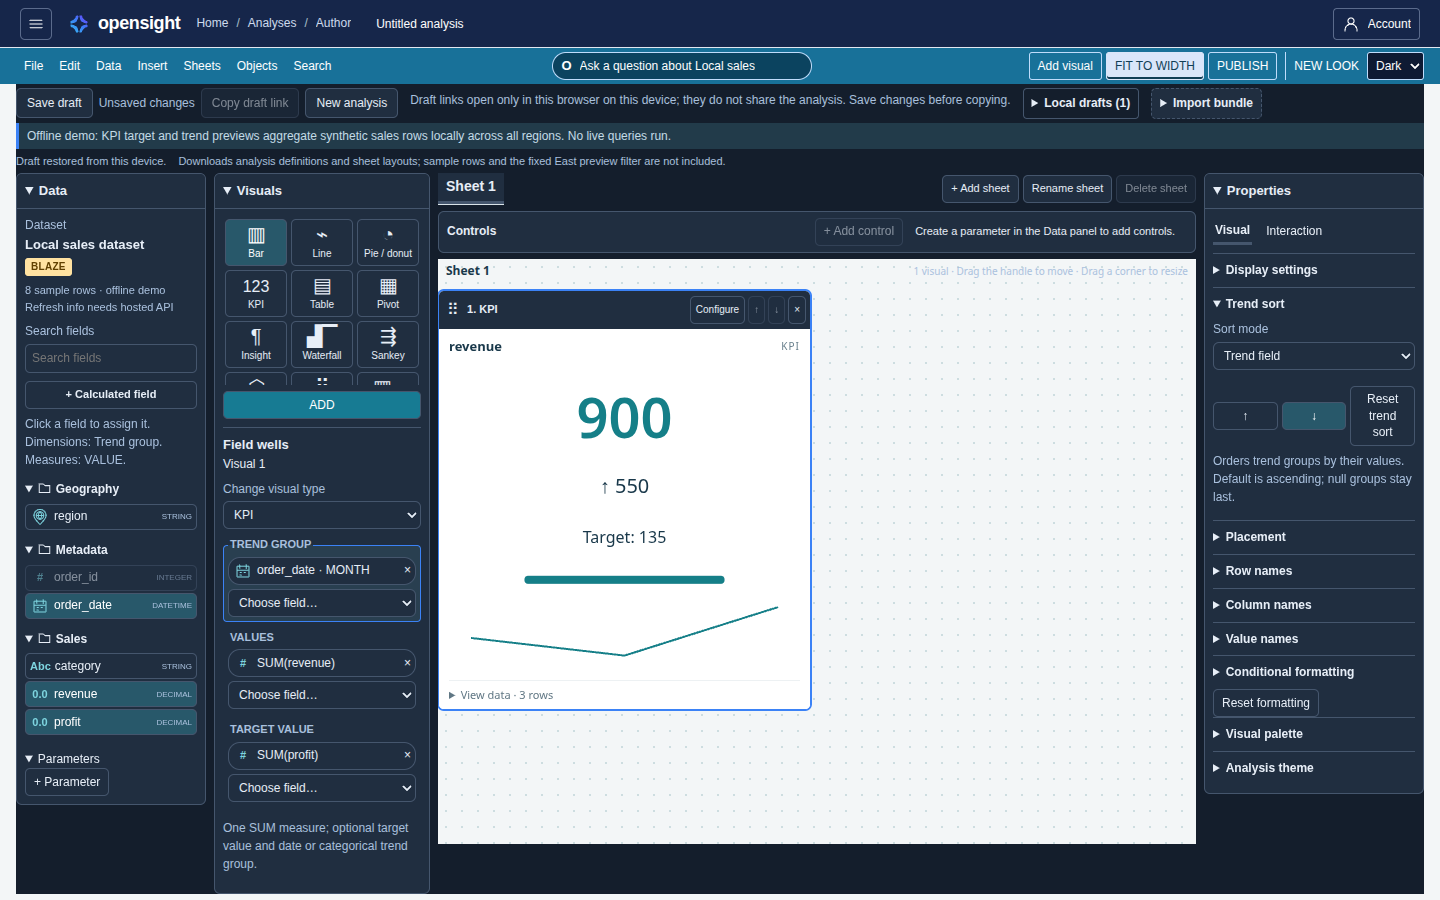 opensight
Home / Analyses / Author
Untitled analysis
Account
File Edit Data Insert Sheets Objects Search
Ask a question about Local sales
Add visual FIT TO WIDTH PUBLISH NEW LOOK Dark
Save draft Unsaved changes Copy draft link New analysis Draft links open only in this browser on this device; they do not share the analysis. Save changes before copying. Local drafts (1) Import bundle
Offline demo: KPI target and trend previews aggregate synthetic sales rows locally across all regions. No live queries run.
Draft restored from this device. Downloads analysis definitions and sheet layouts; sample rows and the fixed East preview filter are not included.
Data
Dataset
Local sales dataset
BLAZE
8 sample rows · offline demo
Refresh info needs hosted API
Search fields
Search fields
+ Calculated field
Click a field to assign it.
Dimensions: Trend group.
Measures: VALUE.
Geography
region STRING
Metadata
# order_id INTEGER
order_date DATETIME
Sales
Abc category STRING
0.0 revenue DECIMAL
0.0 profit DECIMAL
Parameters
+ Parameter
Visuals
Bar Line Pie / donut
123
KPI Table Pivot
Insight Waterfall Sankey
ADD
Field wells
Visual 1
Change visual type
KPI
TREND GROUP
order_date · MONTH ×
Choose field…
VALUES
# SUM(revenue) ×
Choose field…
TARGET VALUE
# SUM(profit) ×
Choose field…
One SUM measure; optional target
value and date or categorical trend
group.
Sheet 1
+ Add sheet Rename sheet Delete sheet
Controls
+ Add control Create a parameter in the Data panel to add controls.
Sheet 1
1 visual · Drag the handle to move · Drag a corner to resize
1. KPI Configure ↑ ↓ ×
revenue KPI
900
↑ 550
Target: 135
View data · 3 rows
Properties
Visual Interaction
Display settings
Trend sort
Sort mode
Trend field
↑ ↓ Reset
trend
sort
Orders trend groups by their values.
Default is ascending; null groups stay
last.
Placement
Row names
Column names
Value names
Conditional formatting
Reset formatting
Visual palette
Analysis theme